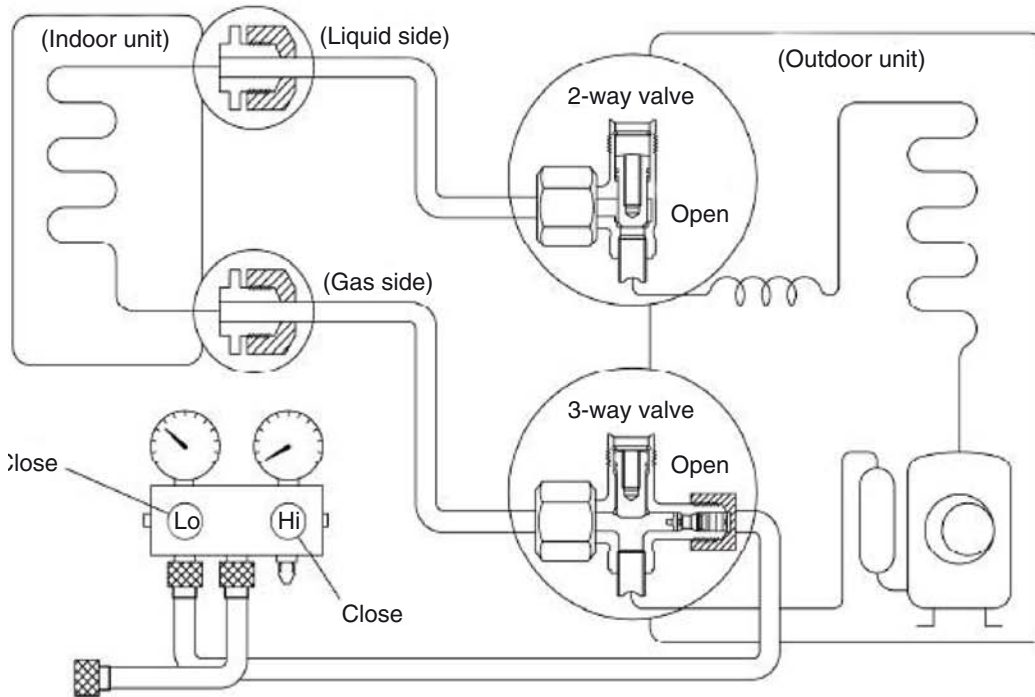 (Indoor unit)
(Liquid side)
(Outdoor unit)
2-way valve
Open
(Gas side)
3-way valve
Open
Close
Lo
Hi
Close